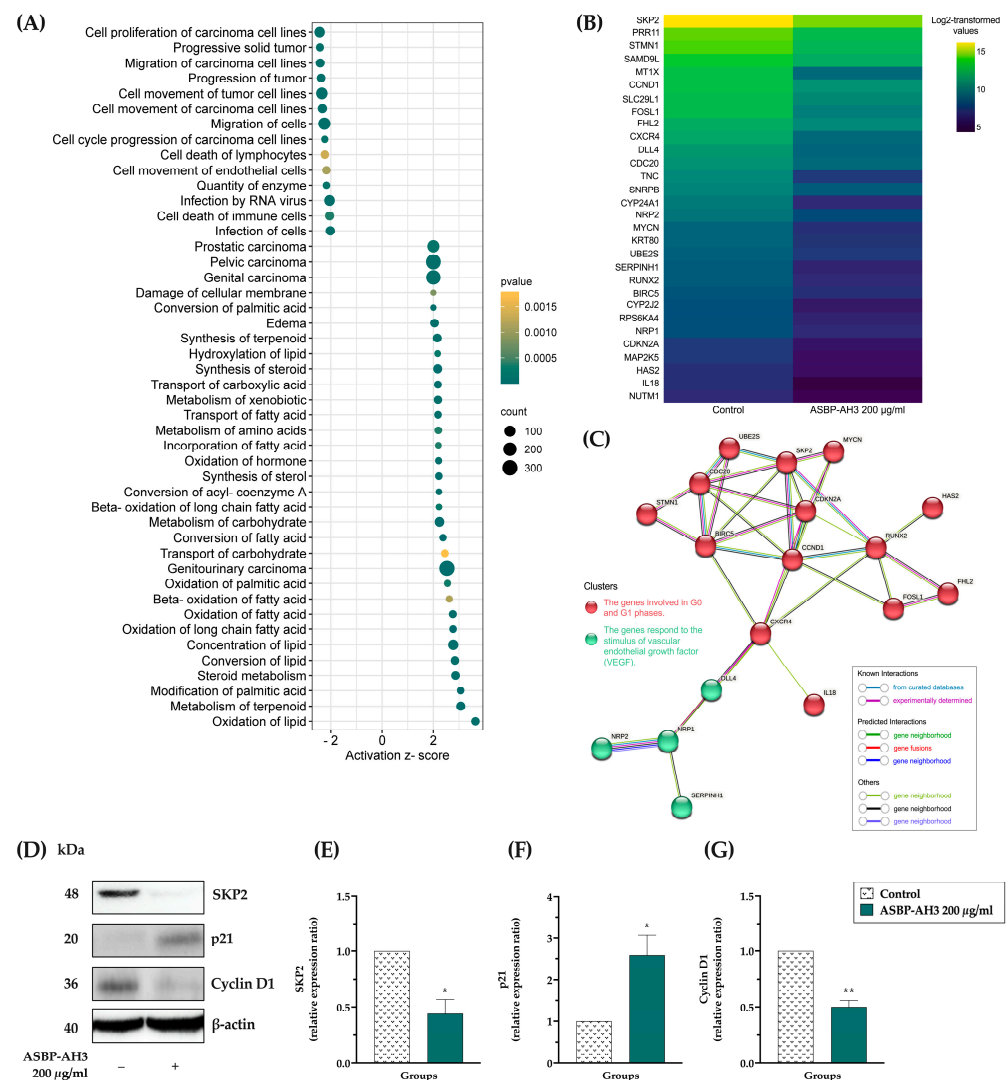 (A)
Cell proliferation of carcinoma cell lines
Progressive solid tumor
Migration of carcinoma cell lines
Progression of tumor
Cell movement of tumor cell lines
Cell movement of carcinoma cell lines
Migration of cells
Cell cycle progression of carcinoma cell lines
Cell death of lymphocytes
Cell movement of endothelial cells
Quantity of enzyme
Infection by RNA virus
Cell death of immune cells
Infection of cells
Prostatic carcinoma
Pelvic carcinoma
Genital carcinoma
Damage of cellular membrane
Conversion of palmitic acid
Edema
Synthesis of terpenoid
Hydroxylation of lipid
Synthesis of steroid
Transport of carboxylic acid
Metabolism of xenobiotic
Transport of fatty acid
Metabolism of amino acids
Incorporation of fatty acid
Oxidation of hormone
Synthesis of sterol
Conversion of acyl- coenzyme A
Beta- oxidation of long chain fatty acid
Metabolism of carbohydrate
Conversion of fatty acid
Transport of carbohydrate
Genitourinary carcinoma
Oxidation of palmitic acid
Beta- oxidation of fatty acid
Oxidation of fatty acid
Oxidation of long chain fatty acid
Concentration of lipid
Conversion of lipid
Steroid metabolism
Modification of palmitic acid
Metabolism of terpenoid
Oxidation of lipid
- 2 0 2
Activation z- score
pvalue
0.0015
0.0010
0.0005
count
100
200
300
(B)
SKP2
PRR11
STMN1
SAMD9L
MT1X
CCND1
SLC29L1
FOSL1
FHL2
CXCR4
DLL4
CDC20
TNC
SNRPB
CYP24A1
NRP2
MYCN
KRT80
UBE2S
SERPINH1
RUNX2
BIRC5
CYP2J2
RPS6KA4
NRP1
CDKN2A
MAP2K5
HAS2
IL18
NUTM1
Control ASBP-AH3 200 µg/ml
Log2-transformed
values
15
10
5
(C)
UBE2S
SKP2
MYCN
CDC20
STMN1
CDKN2A
HAS2
BIRC5
CCND1
RUNX2
FOSL1
FHL2
CXCR4
DLL4
IL18
NRP2
NRP1
SERPINH1
Clusters
The genes involved in G0
and G1 phases.
The genes respond to the
stimulus of vascular
endothelial growth factor
(VEGF).
Known Interactions
from curated databases
experimentally determined
Predicted Interactions
gene neighborhood
gene fusions
gene neighborhood
Others
gene neighborhood
gene neighborhood
gene neighborhood
(D) kDa
48 SKP2
20 p21
36 Cyclin D1
40 β-actin
ASBP-AH3
200 µg/ml
– +
(E)
SKP2
(relative expression ratio)
1.5
1.0
0.5
0.0
*
Groups
(F)
p21
(relative expression ratio)
4
3
2
1
0
*
Groups
(G)
Cyclin D1
(relative expression ratio)
1.5
1.0
0.5
0.0
**
Groups
Control
ASBP-AH3 200 µg/ml